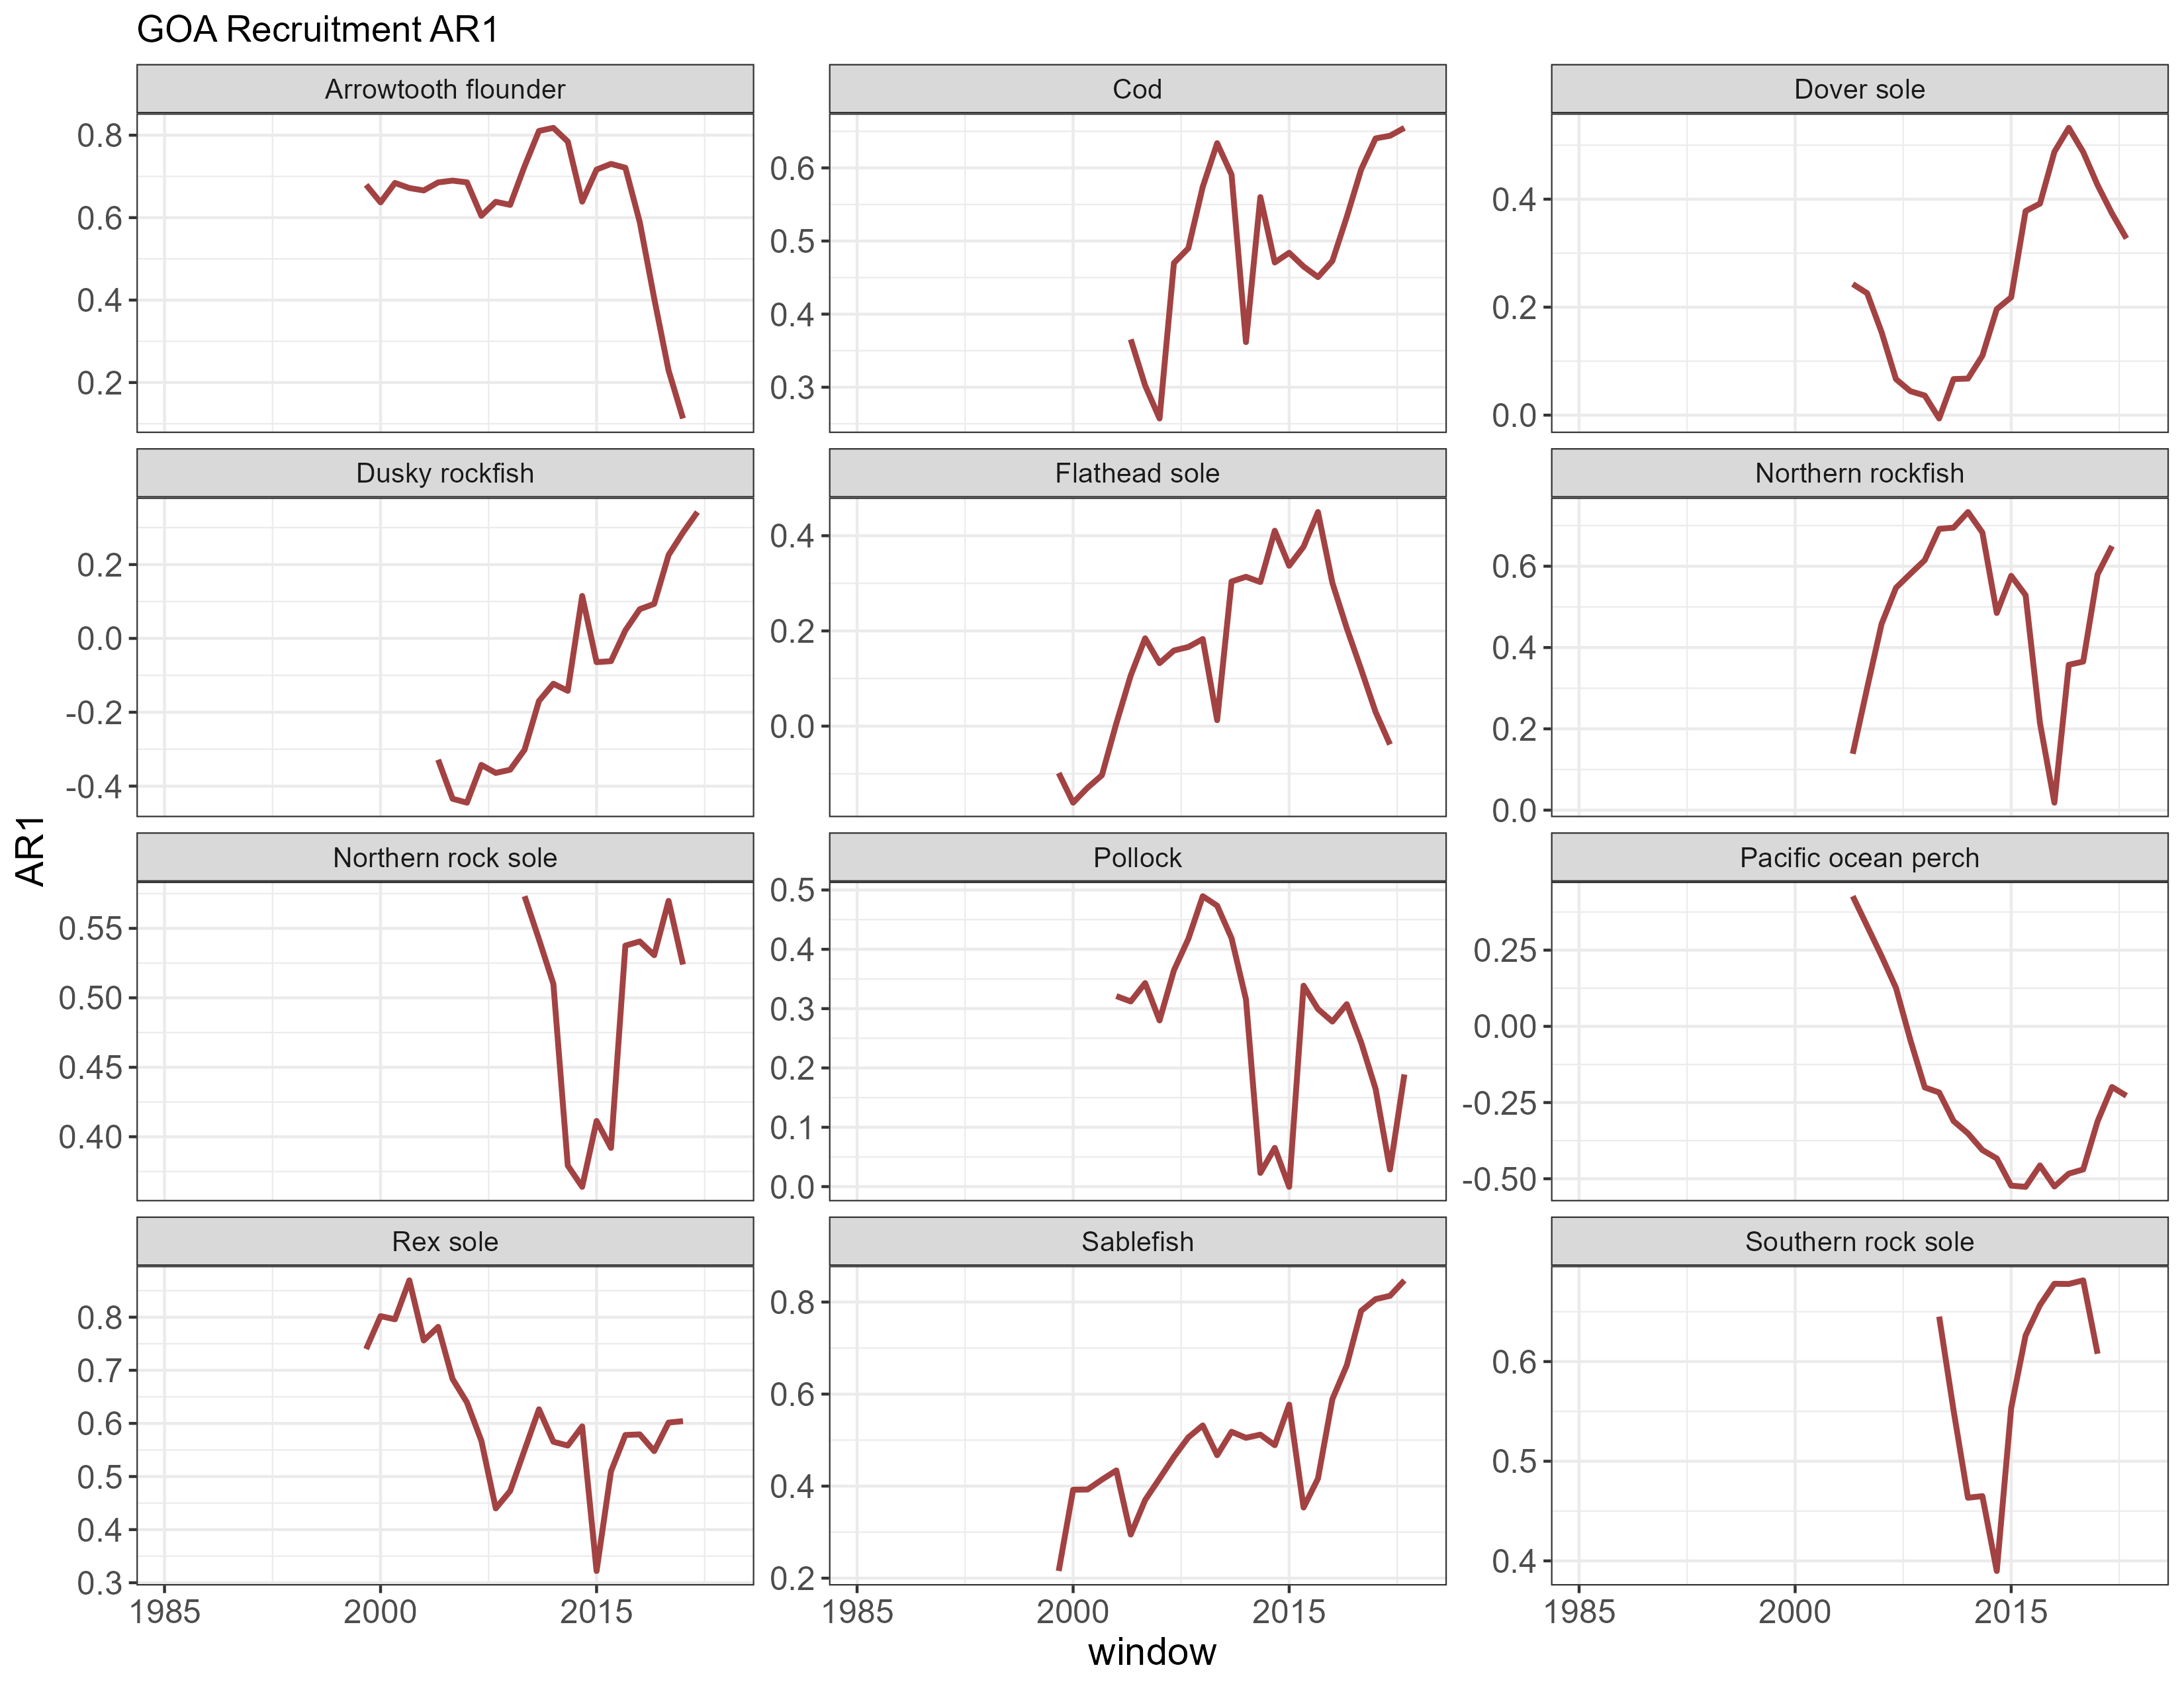 GOA Recruitment AR1
Arrowtooth flounder
Cod
Dover sole
0.8
0.6
0.4
0.2
0.6
0.5
0.4
0.3
0.4
0.2
0.0
Dusky rockfish
Flathead sole
Northern rockfish
0.2
0.0
-0.2
-0.4
0.4
0.2
0.0
0.6
0.4
0.2
0.0
AR1
Northern rock sole
Pollock
Pacific ocean perch
0.55
0.50
0.45
0.40
0.5
0.4
0.3
0.2
0.1
0.0
0.25
0.00
-0.25
-0.50
Rex sole
Sablefish
Southern rock sole
0.8
0.7
0.6
0.5
0.4
0.3
0.8
0.6
0.4
0.2
0.6
0.5
0.4
1985 2000 2015
1985 2000 2015
1985 2000 2015
window